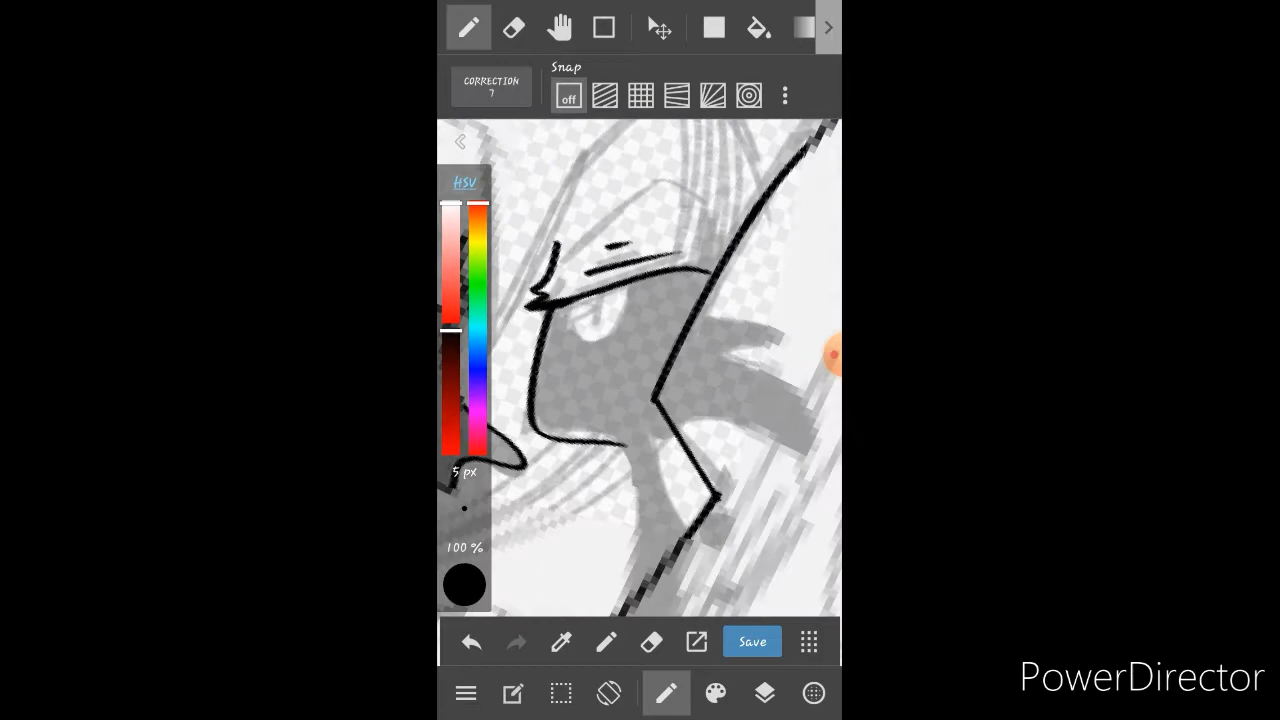 Snap
CORRECTION
7
off
HSV
5 px
100 %
Save
PowerDirector